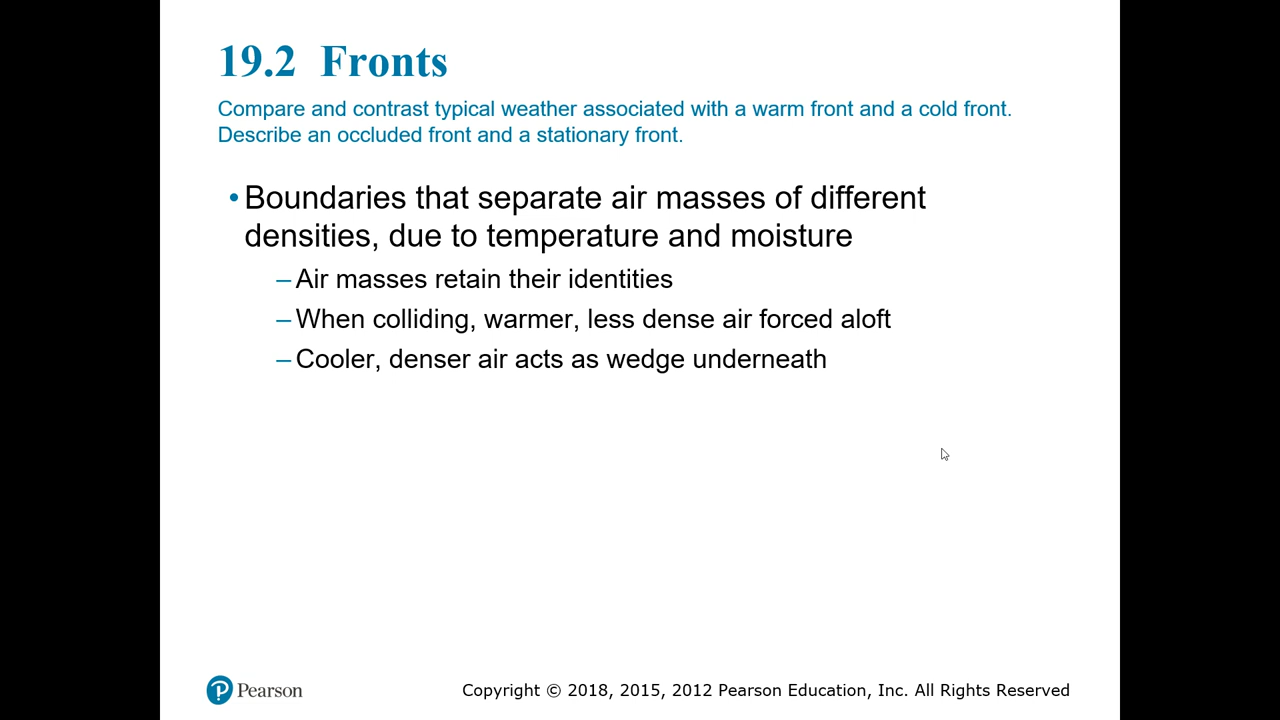 19.2 Fronts
Compare and contrast typical weather associated with a warm front and a cold front.
Describe an occluded front and a stationary front.
• Boundaries that separate air masses of different
densities, due to temperature and moisture
– Air masses retain their identities
– When colliding, warmer, less dense air forced aloft
– Cooler, denser air acts as wedge underneath
P Pearson
Copyright © 2018, 2015, 2012 Pearson Education, Inc. All Rights Reserved